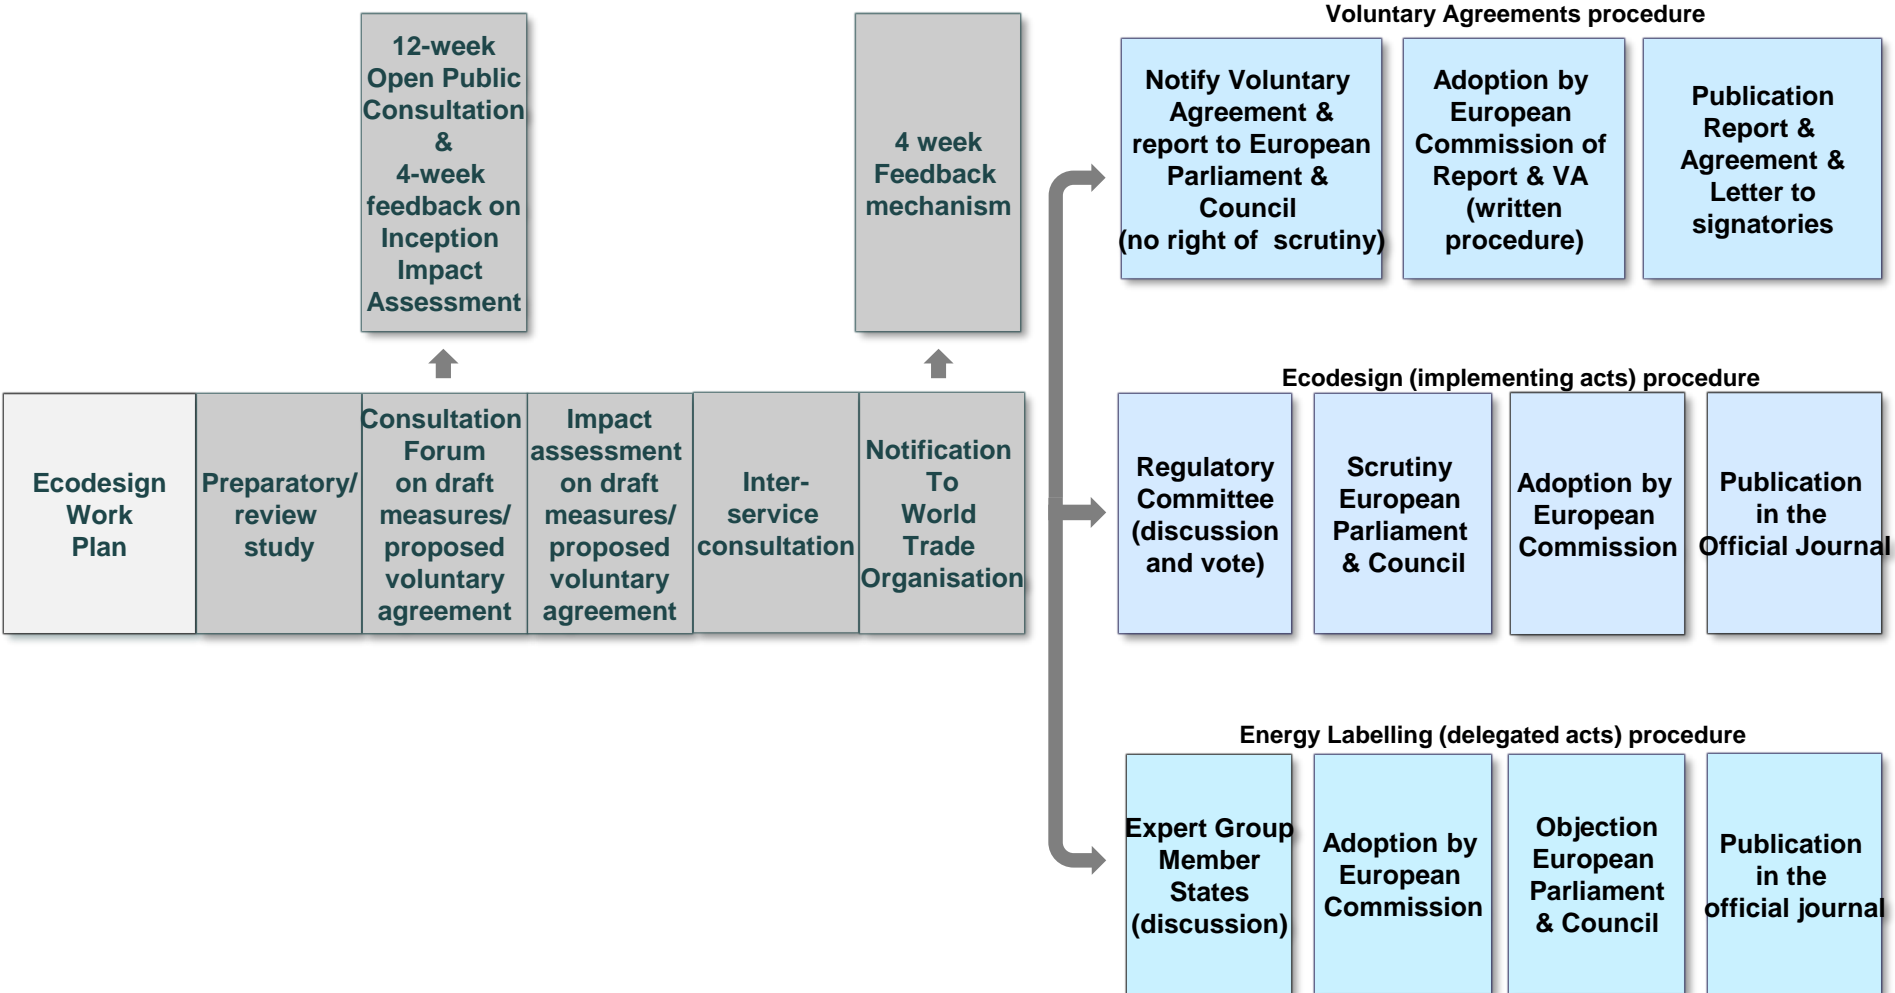 12-week
Open Public
Consultation
&
4-week
feedback on
Inception
Impact
Assessment
4 week
Feedback
mechanism
Ecodesign
Work
Plan
Preparatory/
review
study
Consultation
Forum
on draft
measures/
proposed
voluntary
agreement
Impact
assessment
on draft
measures/
proposed
voluntary
agreement
Inter-
service
consultation
Notification
To
World
Trade
Organisation
Voluntary Agreements procedure
Notify Voluntary
Agreement &
report to European
Parliament &
Council
(no right of scrutiny)
Adoption by
European
Commission of
Report & VA
(written
procedure)
Publication
Report &
Agreement &
Letter to
signatories
Ecodesign (implementing acts) procedure
Regulatory
Committee
(discussion
and vote)
Scrutiny
European
Parliament
& Council
Adoption by
European
Commission
Publication
in the
Official Journal
Energy Labelling (delegated acts) procedure
Expert Group
Member
States
(discussion)
Adoption by
European
Commission
Objection
European
Parliament
& Council
Publication
in the
official journal